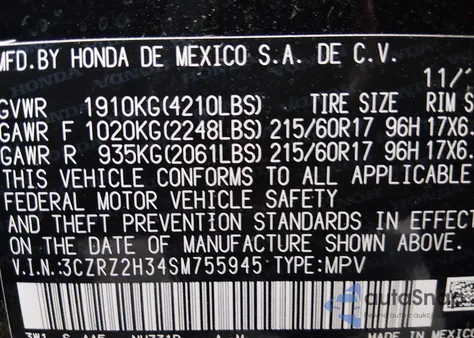 MFD.BY HONDA DE MEXICO S.A. DE C.V.
11/
GVWR 1910KG(4210LBS) TIRE SIZE RIM S
GAWR F 1020KG(2248LBS) 215/60R17 96H 17X6.
GAWR R 935KG(2061LBS) 215/60R17 96H 17X6.
THIS VEHICLE CONFORMS TO ALL APPLICABLE
FEDERAL MOTOR VEHICLE SAFETY
AND THEFT PREVENTION STANDARDS IN EFFECT
ON THE DATE OF MANUFACTURE SHOWN ABOVE.
V.I.N:3CZRZ2H34SM755945 TYPE:MPV
autoSnap
MEXICO